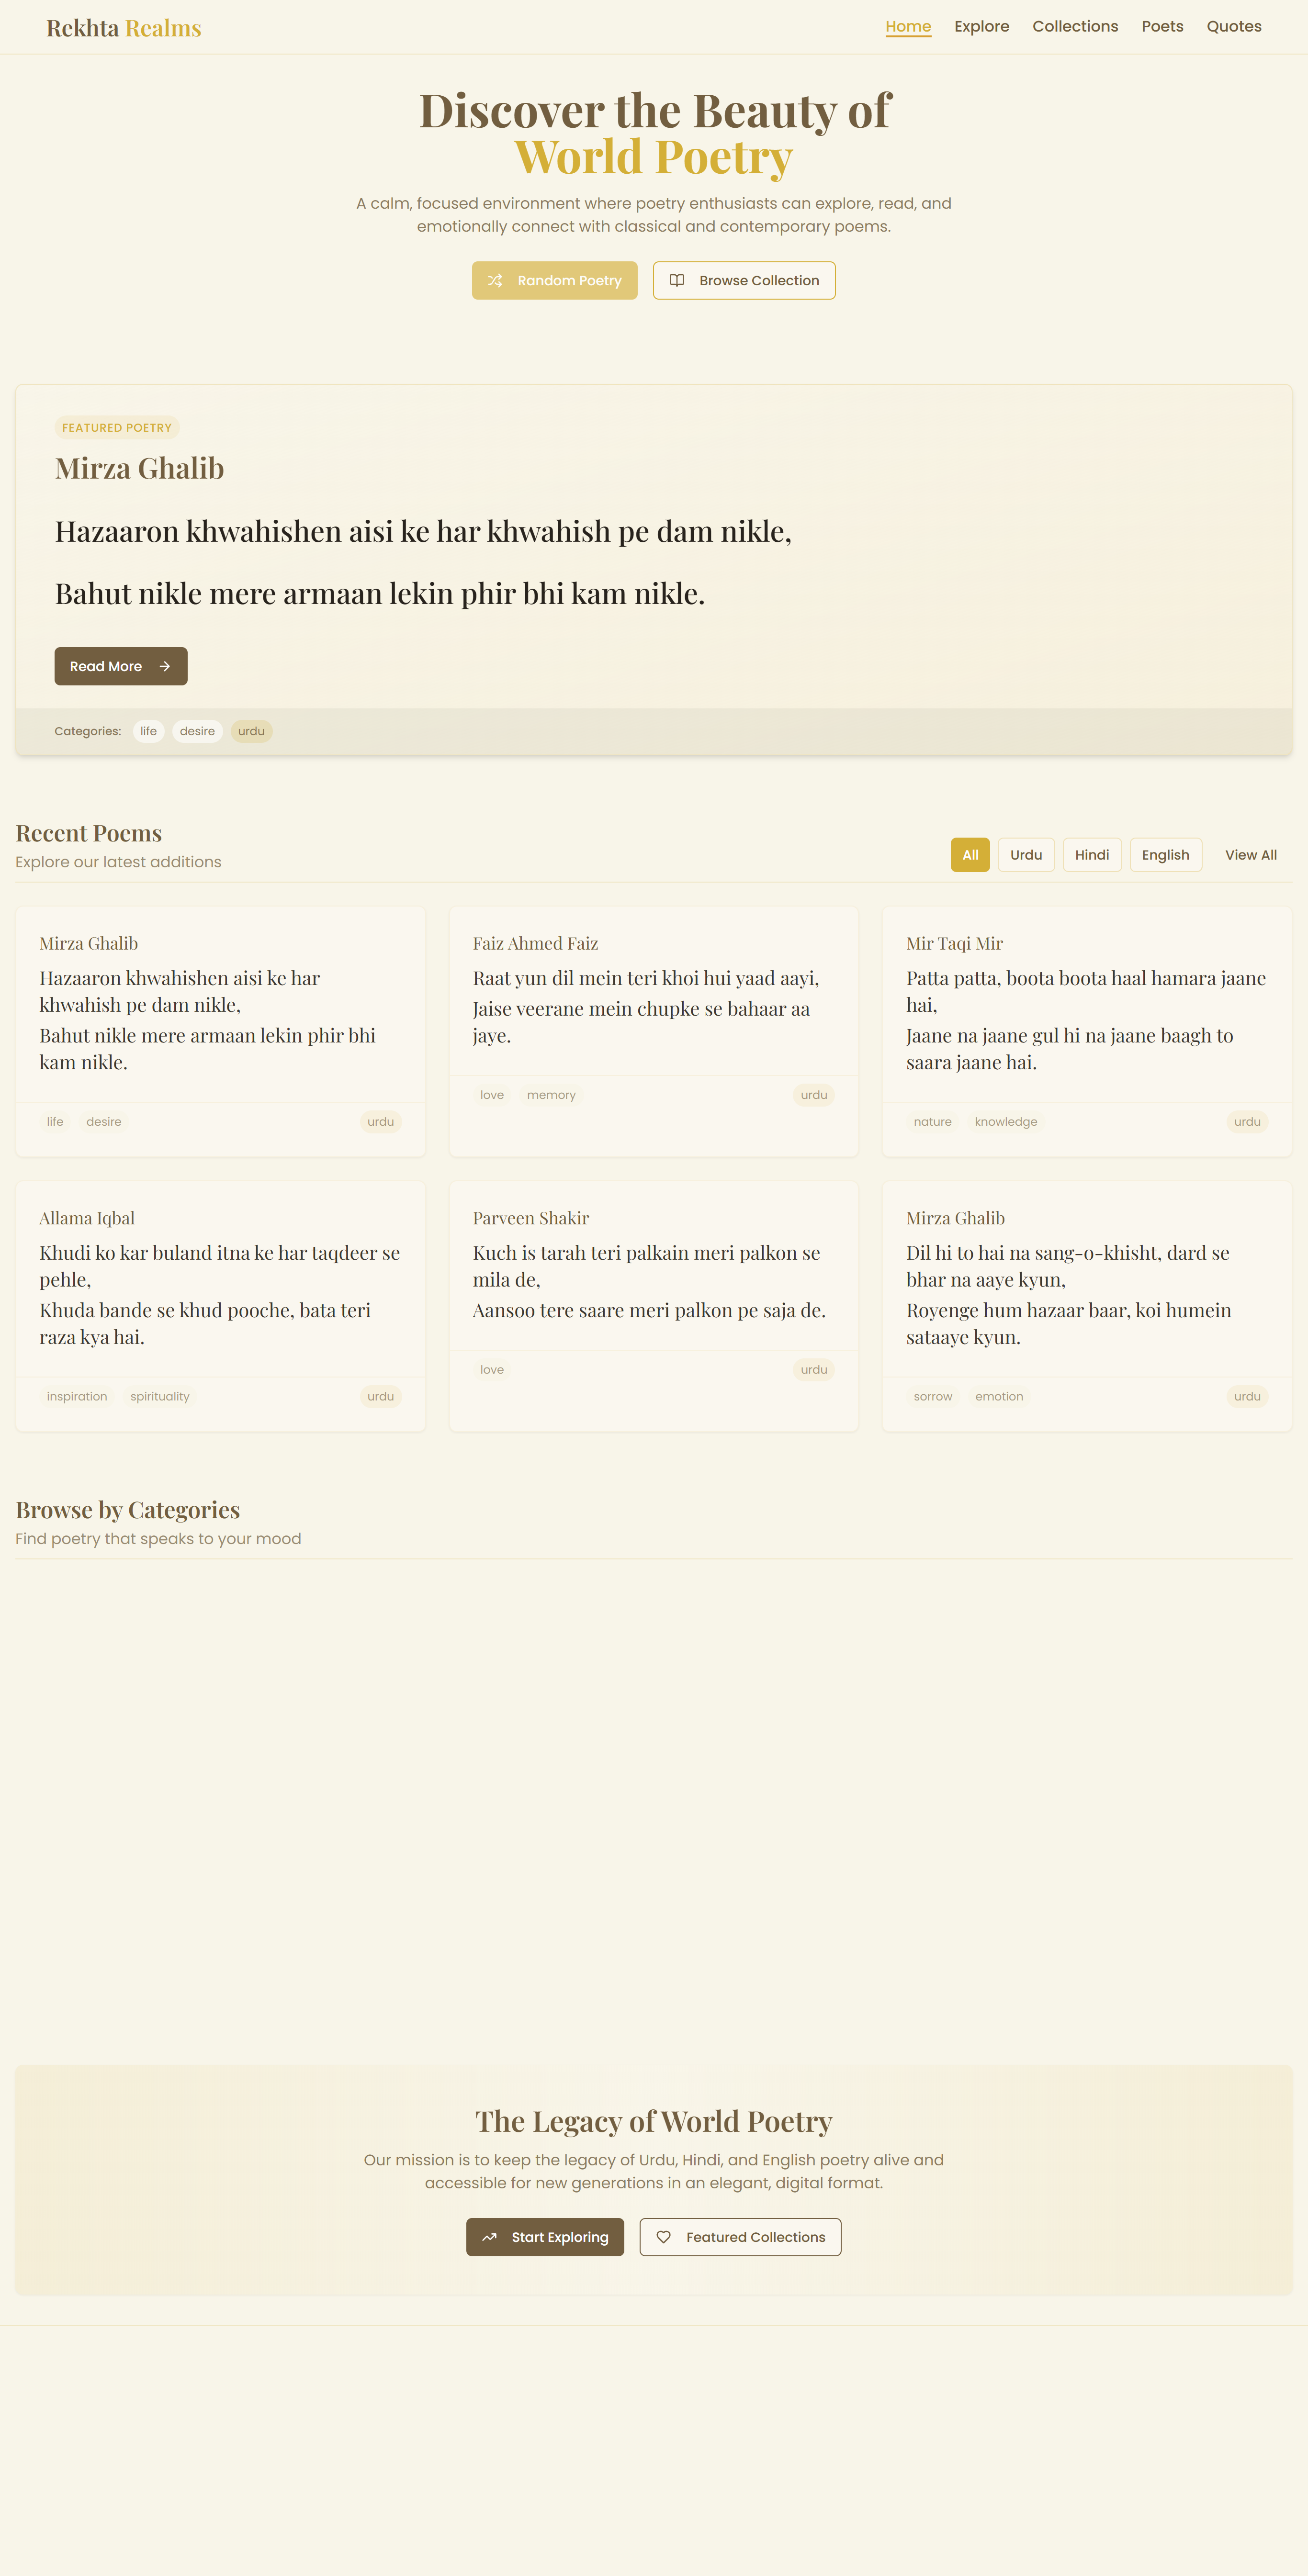 Rekhta Realms
Home Explore Collections Poets Quotes
Discover the Beauty of
World Poetry
A calm, focused environment where poetry enthusiasts can explore, read, and
emotionally connect with classical and contemporary poems.
Random Poetry
Browse Collection
FEATURED POETRY
Mirza Ghalib
Hazaaron khwahishen aisi ke har khwahish pe dam nikle,
Bahut nikle mere armaan lekin phir bhi kam nikle.
Read More
Categories: life desire urdu
Recent Poems
Explore our latest additions
All Urdu Hindi English View All
Mirza Ghalib
Hazaaron khwahishen aisi ke har
khwahish pe dam nikle,
Bahut nikle mere armaan lekin phir bhi
kam nikle.
life desire urdu
Faiz Ahmed Faiz
Raat yun dil mein teri khoi hui yaad aayi,
Jaise veerane mein chupke se bahaar aa
jaye.
love memory urdu
Mir Taqi Mir
Patta patta, boota boota haal hamara jaane
hai,
Jaane na jaane gul hi na jaane baagh to
saara jaane hai.
nature knowledge urdu
Allama Iqbal
Khudi ko kar buland itna ke har taqdeer se
pehle,
Khuda bande se khud pooche, bata teri
raza kya hai.
inspiration spirituality urdu
Parveen Shakir
Kuch is tarah teri palkain meri palkon se
mila de,
Aansoo tere saare meri palkon pe saja de.
love urdu
Mirza Ghalib
Dil hi to hai na sang-o-khisht, dard se
bhar na aaye kyun,
Royenge hum hazaar baar, koi humein
sataaye kyun.
sorrow emotion urdu
Browse by Categories
Find poetry that speaks to your mood
The Legacy of World Poetry
Our mission is to keep the legacy of Urdu, Hindi, and English poetry alive and
accessible for new generations in an elegant, digital format.
Start Exploring
Featured Collections